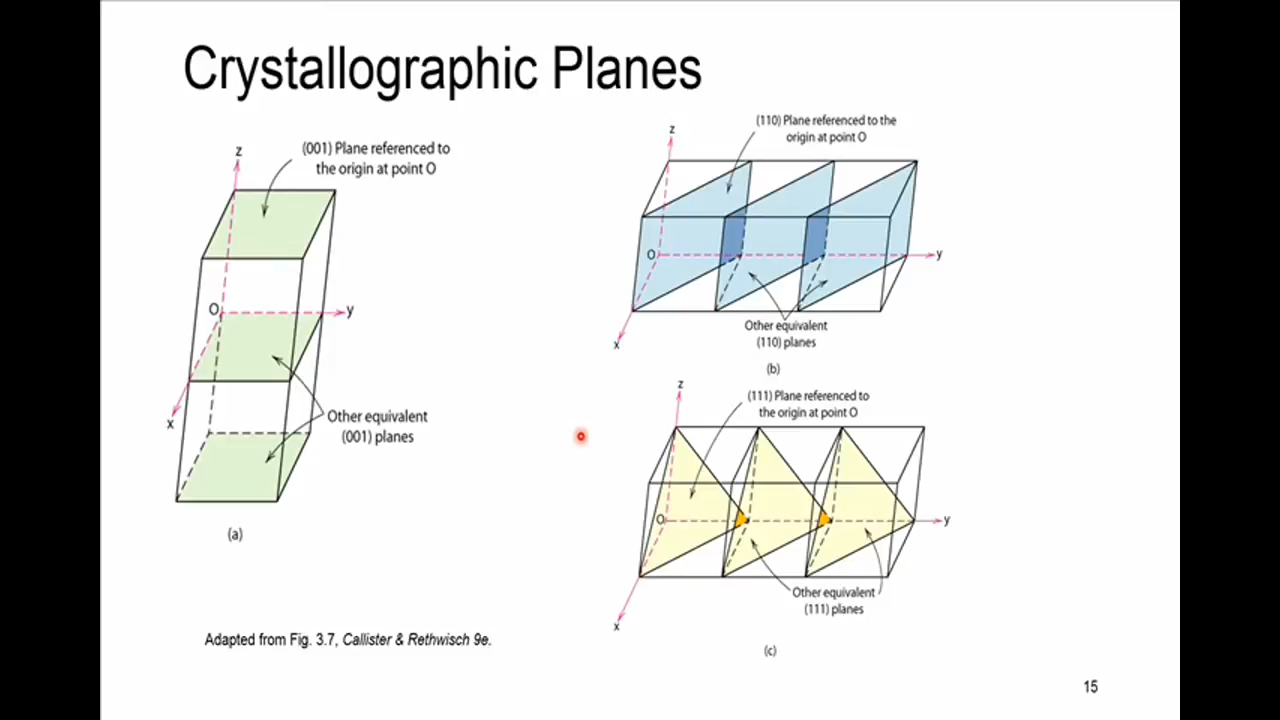 Crystallographic Planes
z
(001) Plane referenced to
the origin at point O
O
y
x
Other equivalent
(001) planes
(a)
(110) Plane referenced to the
origin at point O
z
O
y
x
Other equivalent
(110) planes
(b)
z
(111) Plane referenced to
the origin at point O
O
y
x
Other equivalent
(111) planes
(c)
Adapted from Fig. 3.7, Callister & Rethwisch 9e.
15